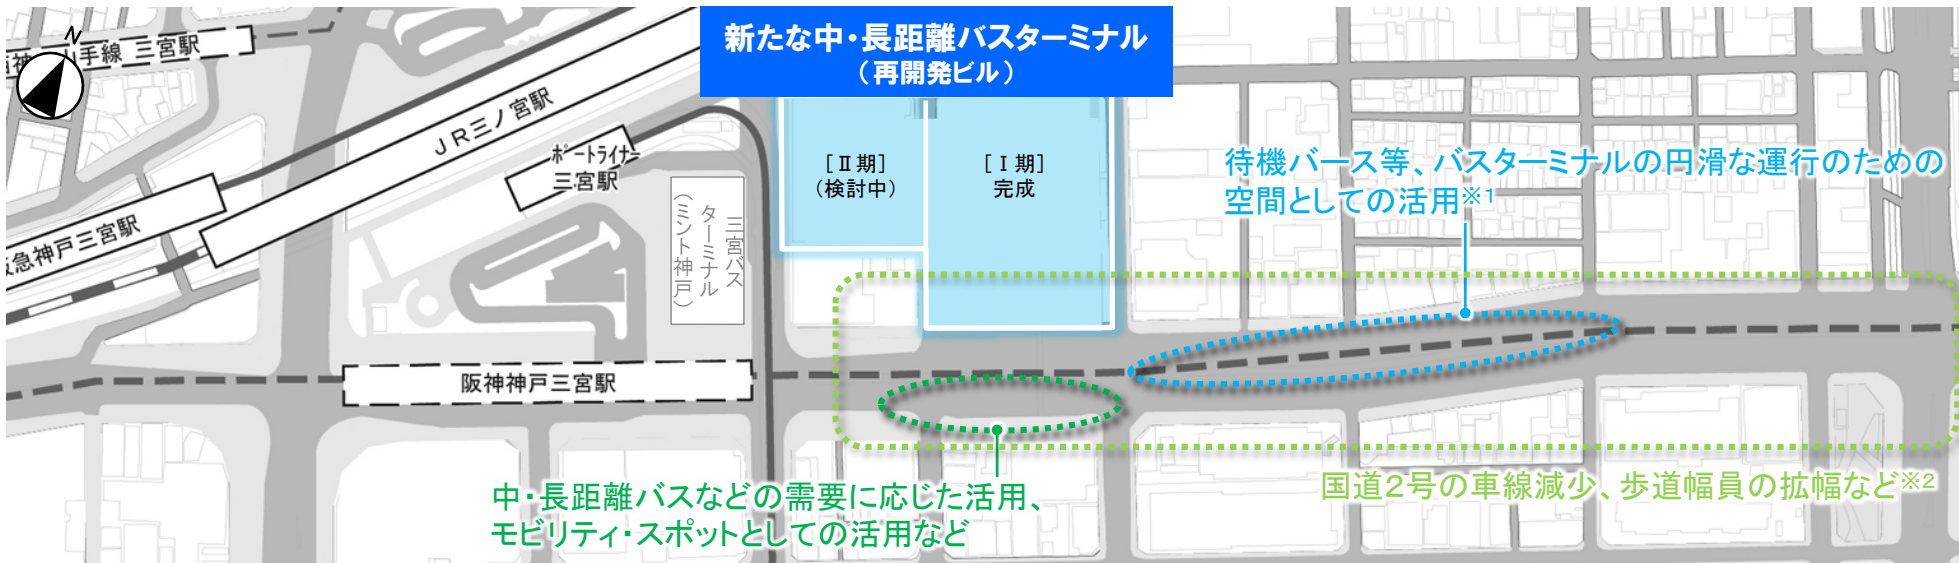 新たな中・長距離バスターミナル
（再開発ビル）
N
山手線 三宮駅
JR三ノ宮駅
ポートライナー
三宮駅
急神戸三宮駅
三宮バス
ターミナル
（ミント神戸）
[Ⅱ期]
（検討中）
[Ⅰ期]
完成
待機バース等、バスターミナルの円滑な運行のための
空間としての活用※1
阪神神戸三宮駅
中・長距離バスなどの需要に応じた活用、
モビリティ・スポットとしての活用など
国道2号の車線減少、歩道幅員の拡幅など※2